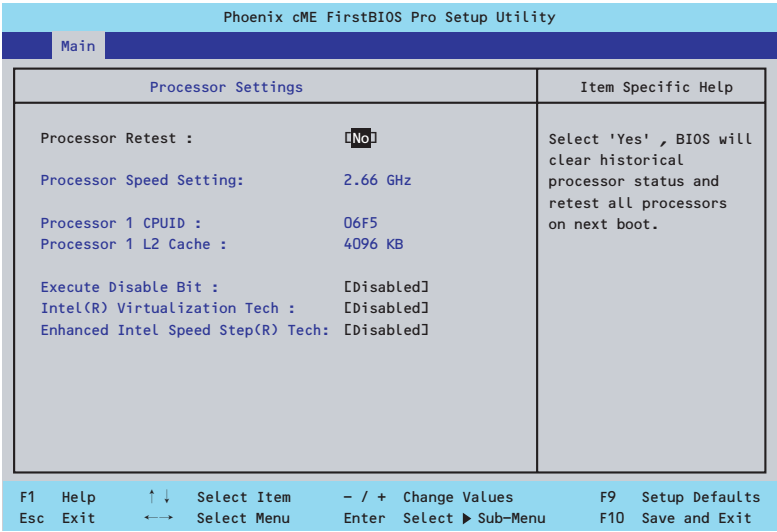 Phoenix cME FirstBIOS Pro Setup Utility
Main
Processor Settings
Item Specific Help
Processor Retest : [No]
Select 'Yes' , BIOS will
clear historical
processor status and
retest all processors
on next boot.
Processor Speed Setting: 2.66 GHz
Processor 1 CPUID : 06F5
Processor 1 L2 Cache : 4096 KB
Execute Disable Bit : [Disabled]
Intel(R) Virtualization Tech : [Disabled]
Enhanced Intel Speed Step(R) Tech: [Disabled]
F1 Help ↑↓ Select Item - / + Change Values F9 Setup Defaults
Esc Exit ←→ Select Menu Enter Select ▶ Sub-Menu F10 Save and Exit